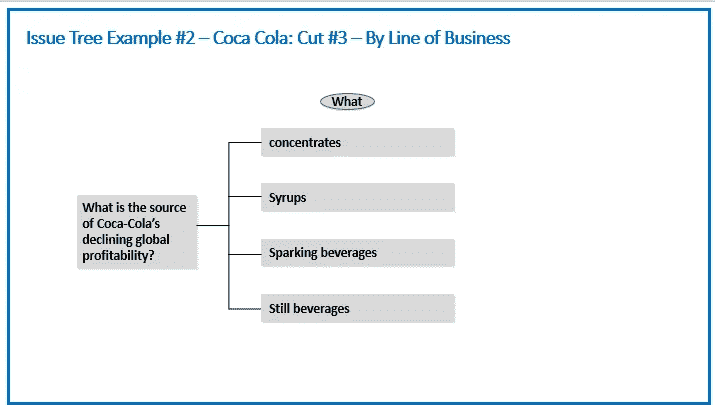 Issue Tree Example #2 – Coca Cola: Cut #3 – By Line of Business
What
concentrates
Syrups
What is the source
of Coca-Cola's
declining global
profitability?
Sparking beverages
Still beverages